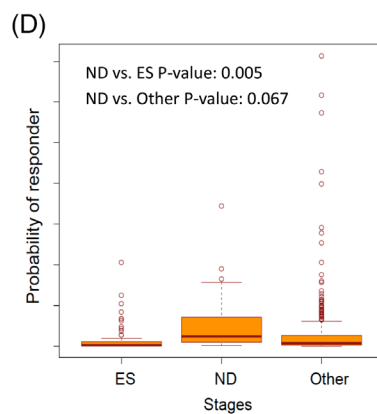 (D)
ND vs. ES P-value: 0.005
ND vs. Other P-value: 0.067
Probability of responder
ES ND Other
Stages